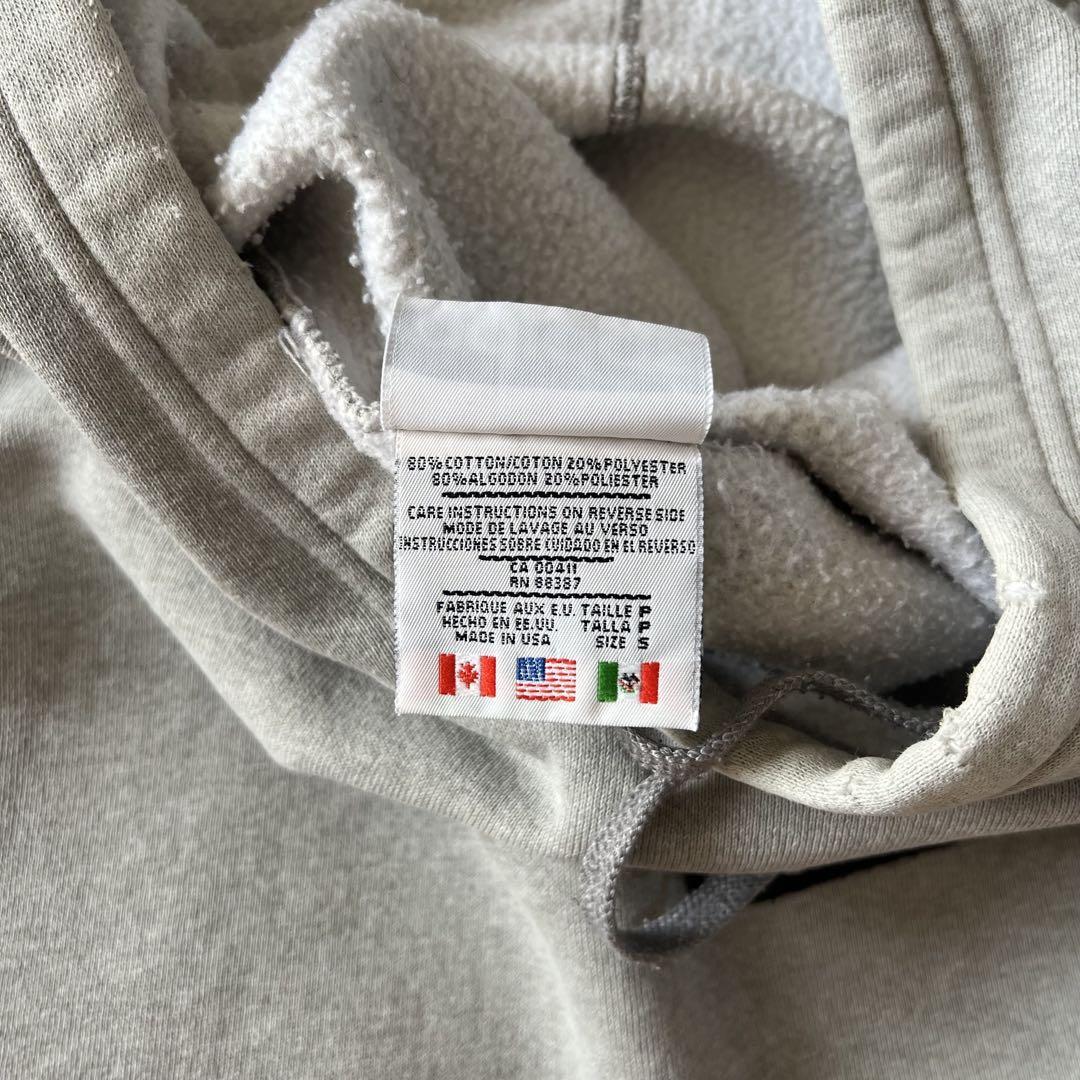 80% COTTON/COTON 20% POLYESTER
80% ALGODON 20% POLIESTER
CARE INSTRUCTIONS ON REVERSE SIDE
MODE DE LAVAGE AU VERSO
INSTRUCCIONES SOBRE CUIDADO EN EL REVERSO
CA 00411
RN 88387
FABRIQUE AUX E.U. TAILLE P
HECHO EN EE.UU. TALLA P
MADE IN USA SIZE S